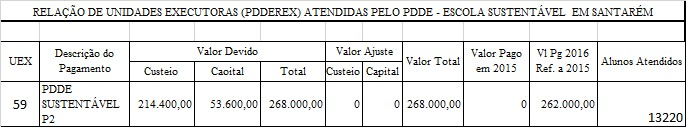 RELAÇÃO DE UNIDADES EXECUTORAS (PDDEREX) ATENDIDAS PELO PDDE - ESCOLA SUSTENTÁVEL EM SANTARÉM
UEX Descrição do Pagamento Valor Devido Valor Ajuste Valor Total Valor Pago em 2015 Vl Pg 2016 Ref. a 2015 Alunos Atendidos
Custeio Caoital Total Custeio Capital
59 PDDE SUSTENTÁVEL P2 214.400,00 53.600,00 268.000,00 0 0 268.000,00 0 262.000,00 13220